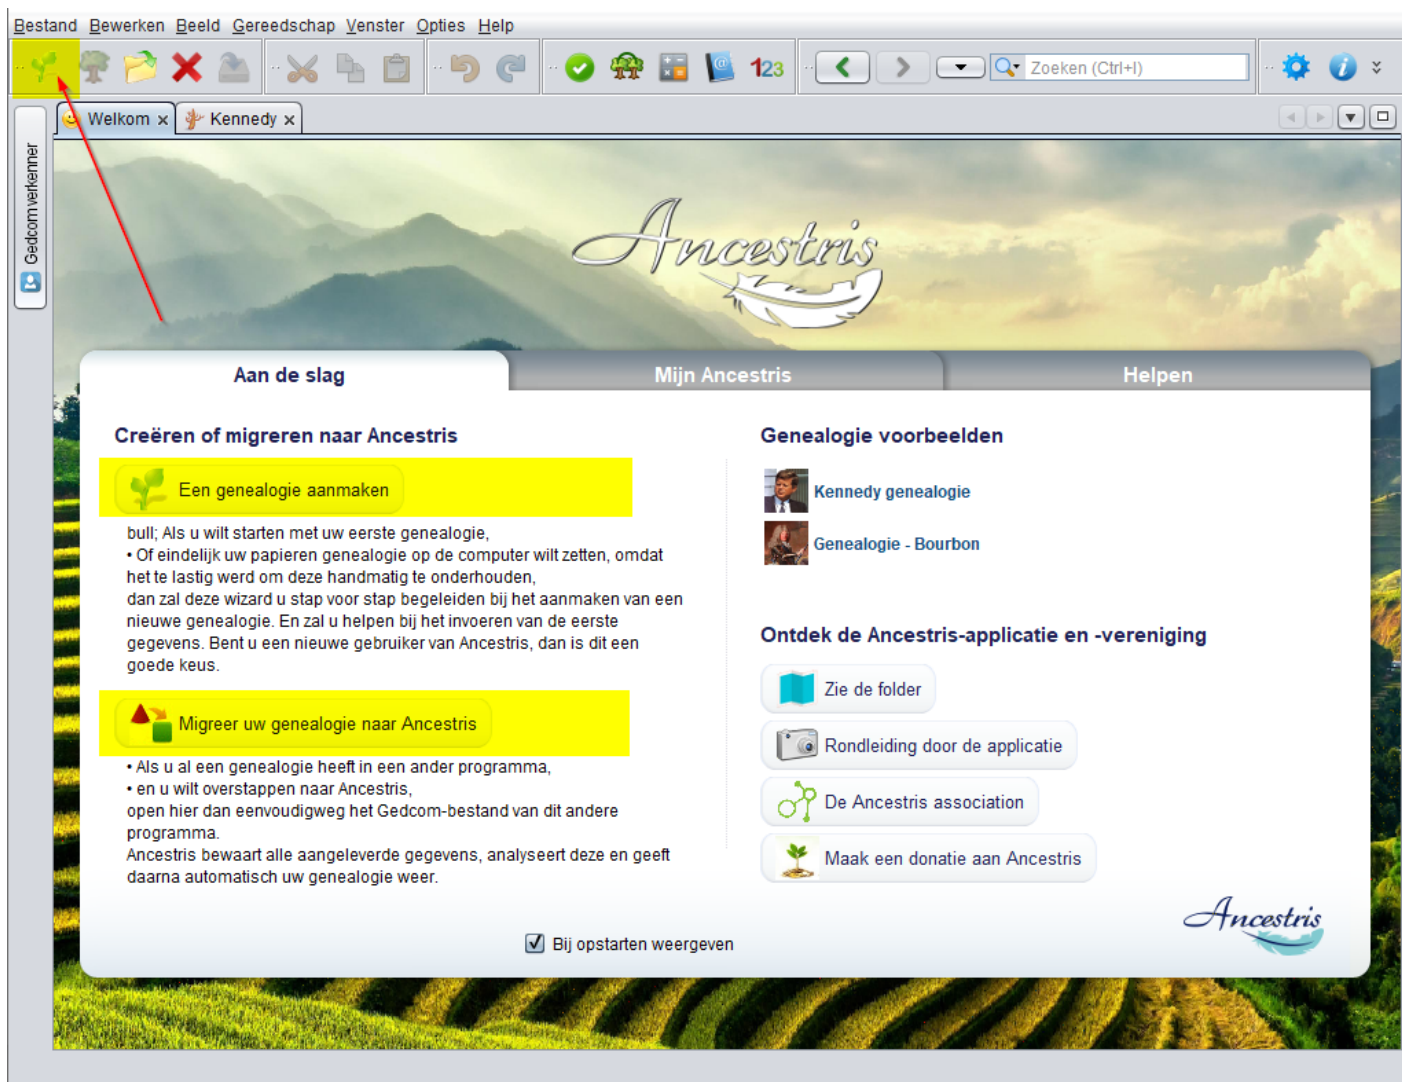 Bestand Bewerken Beeld Gereedschap Venster Opties Help
123
Zoeken (Ctrl+I)
Welkom x Kennedy x
Gedcomverkenner
Ancestris
Aan de slag Mijn Ancestris Helpen
Creëren of migreren naar Ancestris
Een genealogie aanmaken
bull; Als u wilt starten met uw eerste genealogie,
• Of eindelijk uw papieren genealogie op de computer wilt zetten, omdat
het te lastig werd om deze handmatig te onderhouden,
dan zal deze wizard u stap voor stap begeleiden bij het aanmaken van een
nieuwe genealogie. En zal u helpen bij het invoeren van de eerste
gegevens. Bent u een nieuwe gebruiker van Ancestris, dan is dit een
goede keus.
Migreer uw genealogie naar Ancestris
• Als u al een genealogie heeft in een ander programma,
• en u wilt overstappen naar Ancestris,
open hier dan eenvoudigweg het Gedcom-bestand van dit andere
programma.
Ancestris bewaart alle aangeleverde gegevens, analyseert deze en geeft
daarna automatisch uw genealogie weer.
Genealogie voorbeelden
Kennedy genealogie
Genealogie - Bourbon
Ontdek de Ancestris-applicatie en -vereniging
Zie de folder
Rondleiding door de applicatie
De Ancestris association
Maak een donatie aan Ancestris
Ancestris
Bij opstarten weergeven